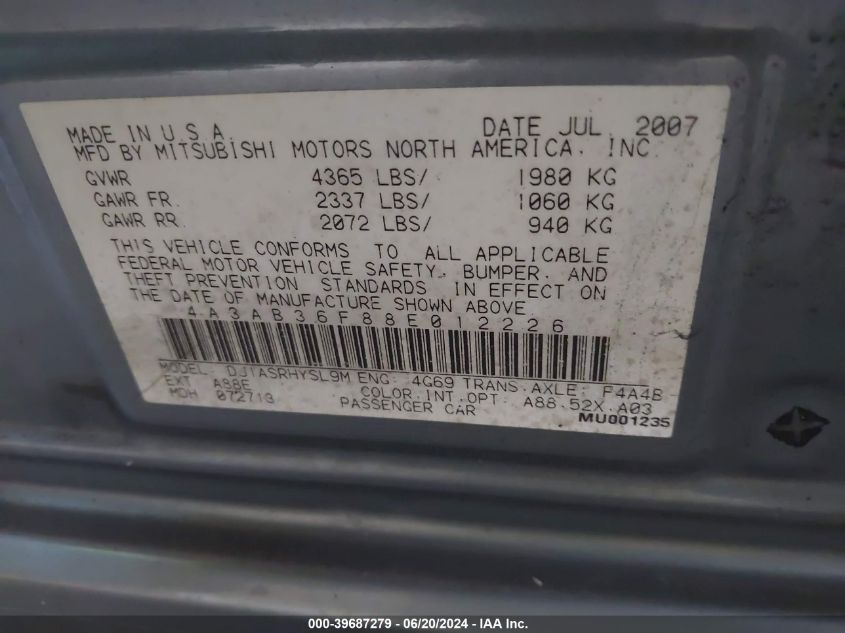 MADE IN U.S.A. DATE JUL. 2007
MFD BY MITSUBISHI MOTORS NORTH AMERICA. INC.
GVWR 4365 LBS/ 1980 KG
GAWR FR. 2337 LBS/ 1060 KG
GAWR RR. 2072 LBS/ 940 KG
THIS VEHICLE CONFORMS TO ALL APPLICABLE
FEDERAL MOTOR VEHICLE SAFETY, BUMPER, AND
THEFT PREVENTION STANDARDS IN EFFECT ON
THE DATE OF MANUFACTURE SHOWN ABOVE
4A3AB36F88E012226
MODEL: DJ1ASRHYSL9M ENG: 4G69 TRANS.AXLE: F4A4B
EXT A88E COLOR.INT.OPT: A88.52X.A03
MDH 072713 PASSENGER CAR
MU001235
000-39687279 - 06/20/2024 - IAA Inc.